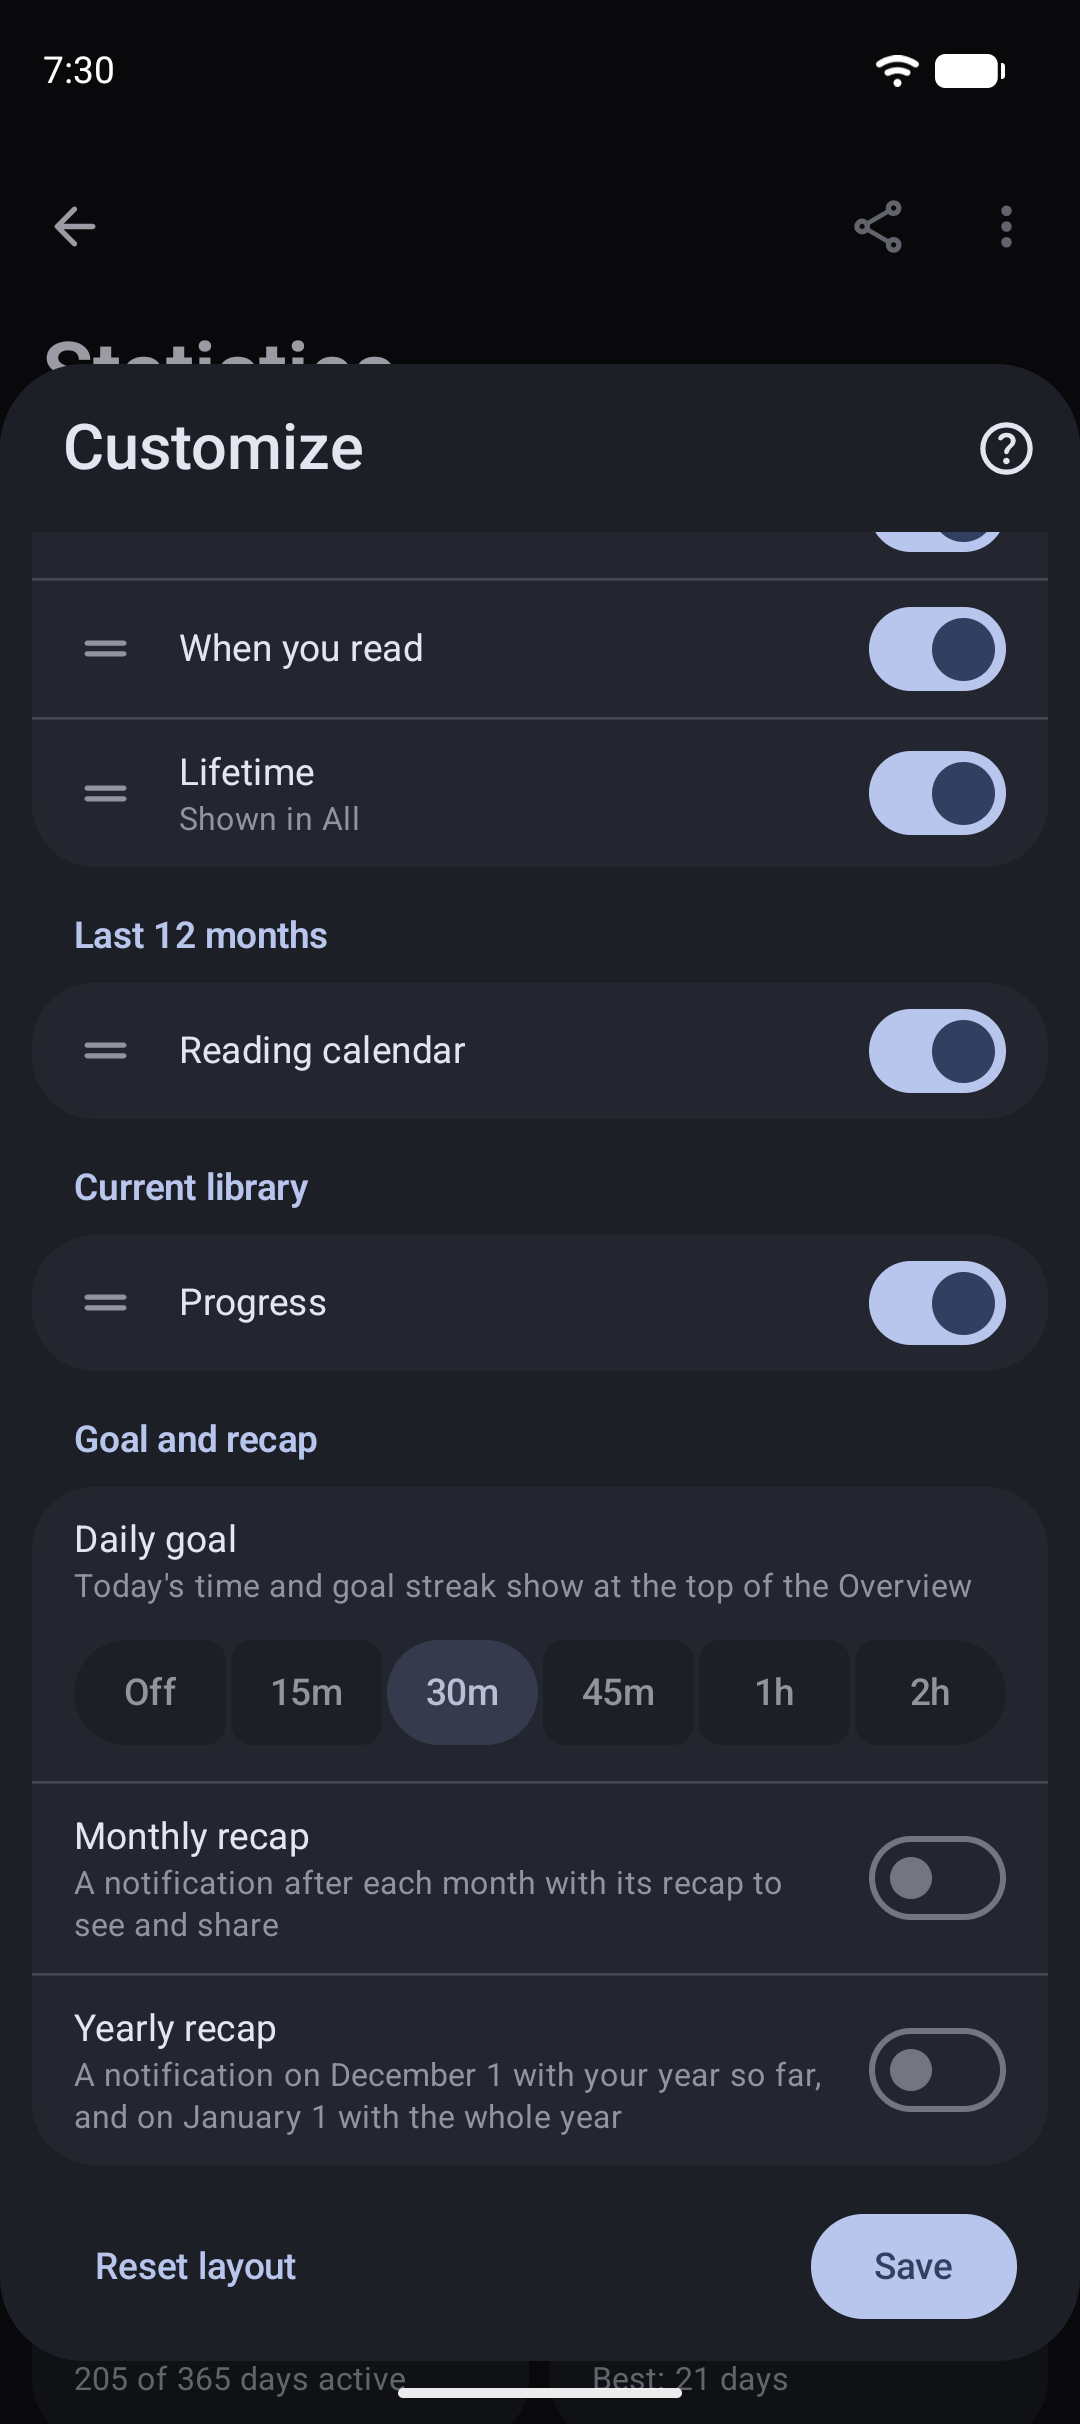 7:30
Statistics
Customize
When you read
Lifetime
Shown in All
Last 12 months
Reading calendar
Current library
Progress
Goal and recap
Daily goal
Today's time and goal streak show at the top of the Overview
Off 15m 30m 45m 1h 2h
Monthly recap
A notification after each month with its recap to
see and share
Yearly recap
A notification on December 1 with your year so far,
and on January 1 with the whole year
Reset layout Save
205 of 365 days active Best: 21 days